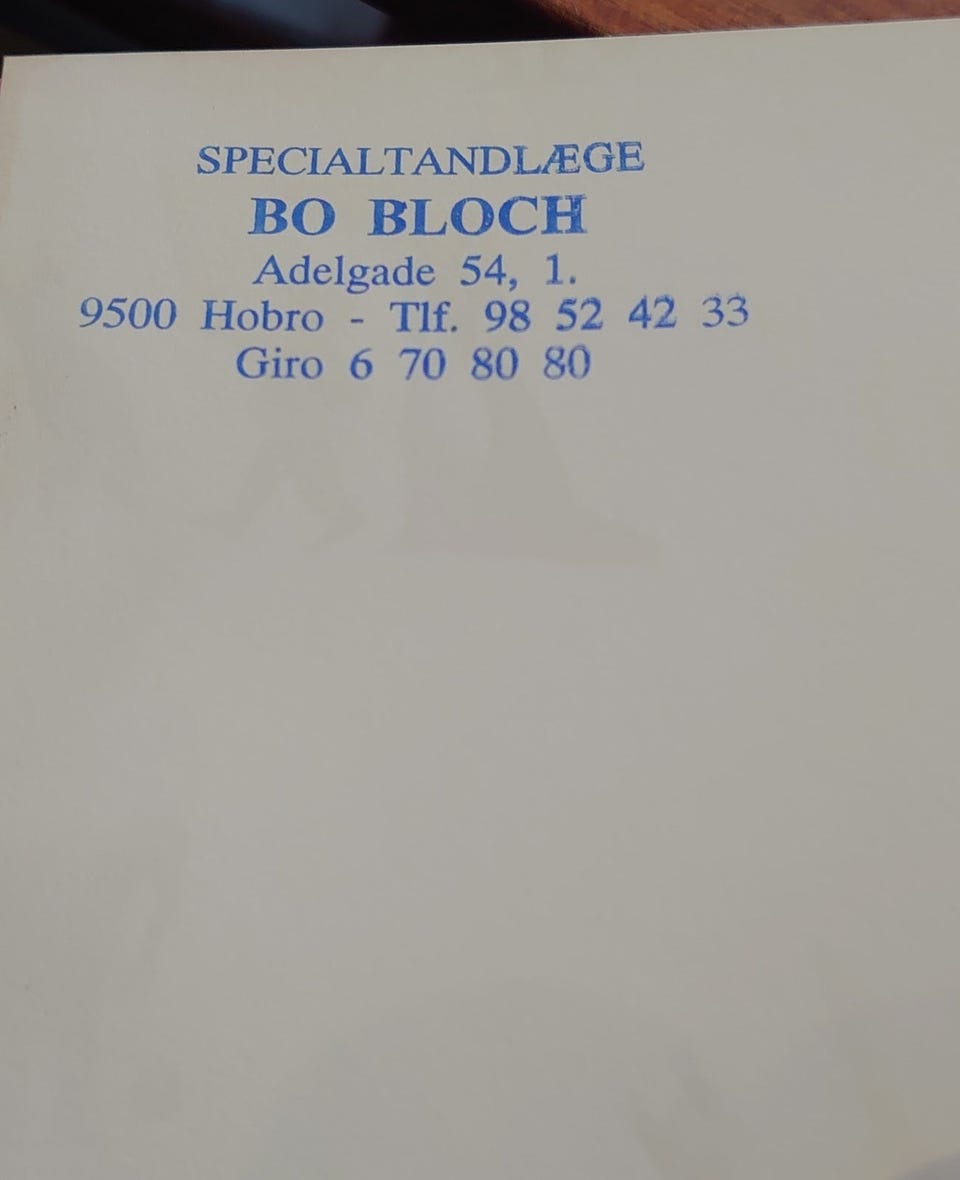 SPECIALTANDLÆGE
BO BLOCH
Adelgade 54, 1.
9500 Hobro - Tlf. 98 52 42 33
Giro 6 70 80 80